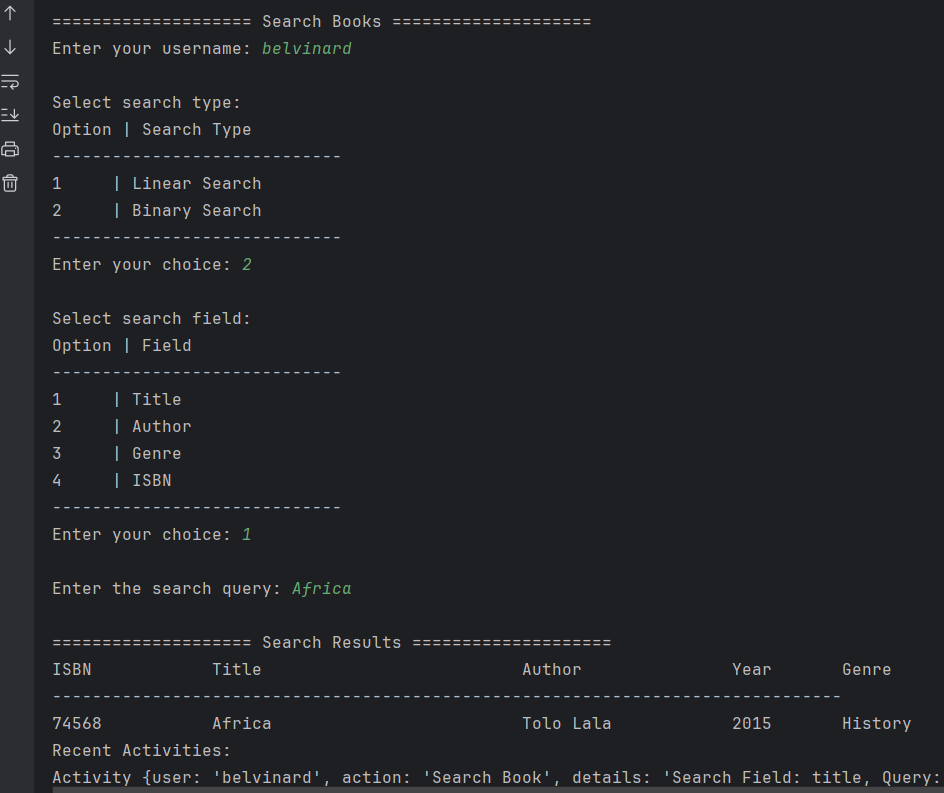 ==================== Search Books ====================
Enter your username: belvinard
Select search type:
Option | Search Type
-----------------------------
1     | Linear Search
2     | Binary Search
-----------------------------
Enter your choice: 2
Select search field:
Option | Field
-----------------------------
1     | Title
2     | Author
3     | Genre
4     | ISBN
-----------------------------
Enter your choice: 1
Enter the search query: Africa
==================== Search Results ====================
ISBN            Title                          Author               Year       Genre
-------------------------------------------------------------------------------
74568           Africa                         Tolo Lala            2015       History
Recent Activities:
Activity {user: 'belvinard', action: 'Search Book', details: 'Search Field: title, Query: